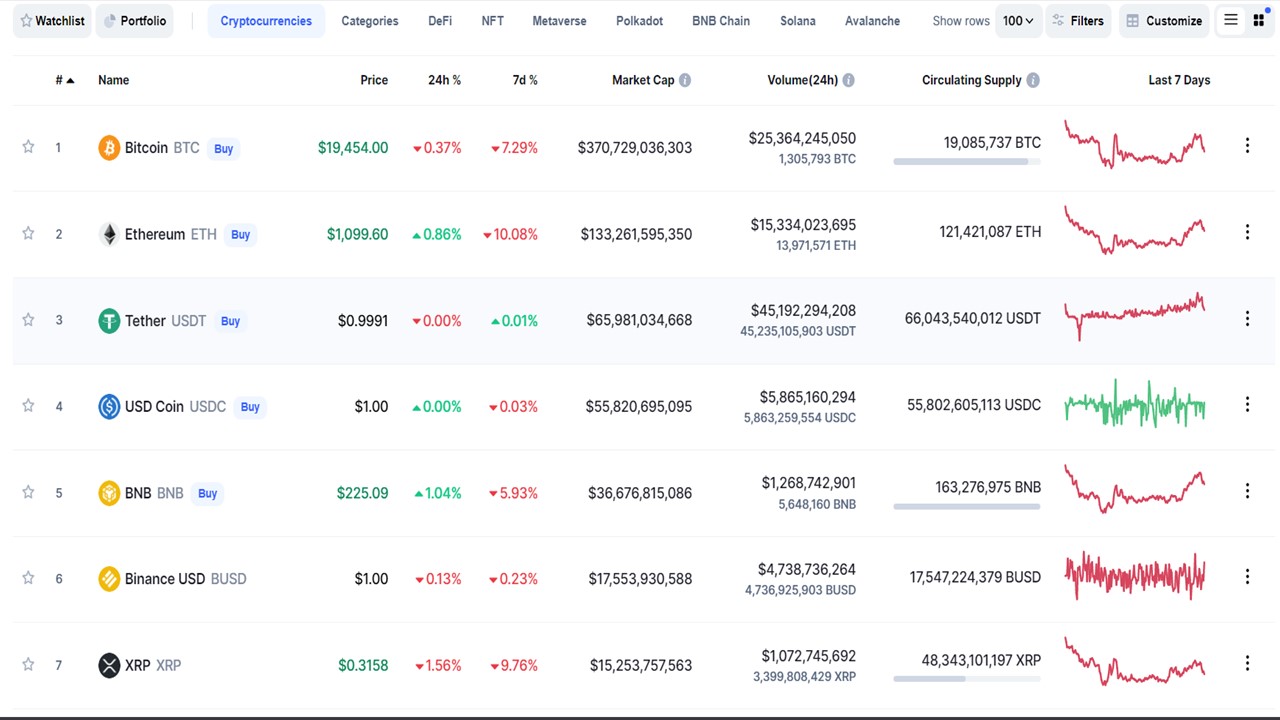 Watchlist Portfolio Cryptocurrencies Categories DeFi NFT Metaverse Polkadot BNB Chain Solana Avalanche Show rows 100 Filters Customize
# Name Price 24h % 7d % Market Cap Volume(24h) Circulating Supply Last 7 Days
1 Bitcoin BTC Buy $19,454.00 0.37% 7.29% $370,729,036,303 $25,364,245,050 19,085,737 BTC
1,305,793 BTC
2 Ethereum ETH Buy $1,099.60 0.86% 10.08% $133,261,595,350 $15,334,023,695 121,421,087 ETH
13,971,571 ETH
3 Tether USDT Buy $0.9991 0.00% 0.01% $65,981,034,668 $45,192,294,208 66,043,540,012 USDT
45,235,105,903 USDT
4 USD Coin USDC Buy $1.00 0.00% 0.03% $55,820,695,095 $5,865,160,294 55,802,605,113 USDC
5,863,259,554 USDC
5 BNB BNB Buy $225.09 1.04% 5.93% $36,676,815,086 $1,268,742,901 163,276,975 BNB
5,648,160 BNB
6 Binance USD BUSD $1.00 0.13% 0.23% $17,553,930,588 $4,738,736,264 17,547,224,379 BUSD
4,736,925,903 BUSD
7 XRP XRP $0.3158 1.56% 9.76% $15,253,757,563 $1,072,745,692 48,343,101,197 XRP
3,399,808,429 XRP